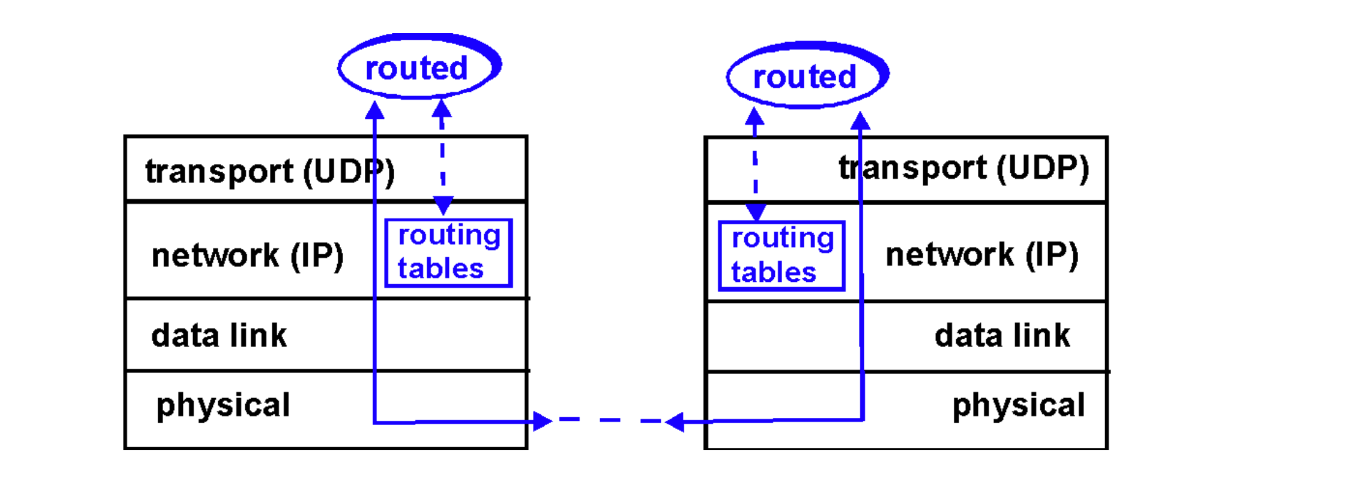 routed
routed
transport (UDP)
transport (UDP)
routing
tables
routing
tables
network (IP)
network (IP)
data link
data link
physical
physical